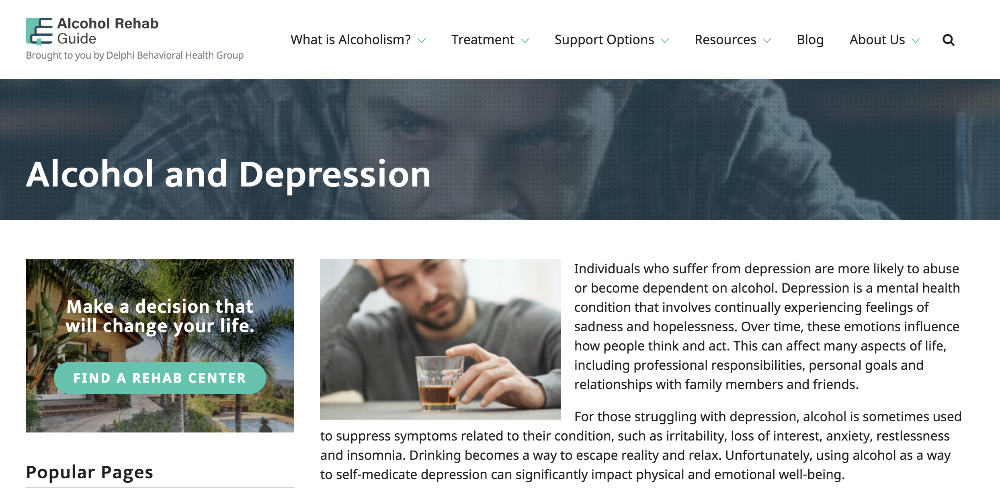 Alcohol Rehab
Guide
Brought to you by Delphi Behavioral Health Group
What is Alcoholism?
Treatment
Support Options
Resources
Blog
About Us
Alcohol and Depression
Make a decision that
will change your life.
FIND A REHAB CENTER
Popular Pages
Individuals who suffer from depression are more likely to abuse
or become dependent on alcohol. Depression is a mental health
condition that involves continually experiencing feelings of
sadness and hopelessness. Over time, these emotions influence
how people think and act. This can affect many aspects of life,
including professional responsibilities, personal goals and
relationships with family members and friends.
For those struggling with depression, alcohol is sometimes used
to suppress symptoms related to their condition, such as irritability, loss of interest, anxiety, restlessness
and insomnia. Drinking becomes a way to escape reality and relax. Unfortunately, using alcohol as a way
to self-medicate depression can significantly impact physical and emotional well-being.